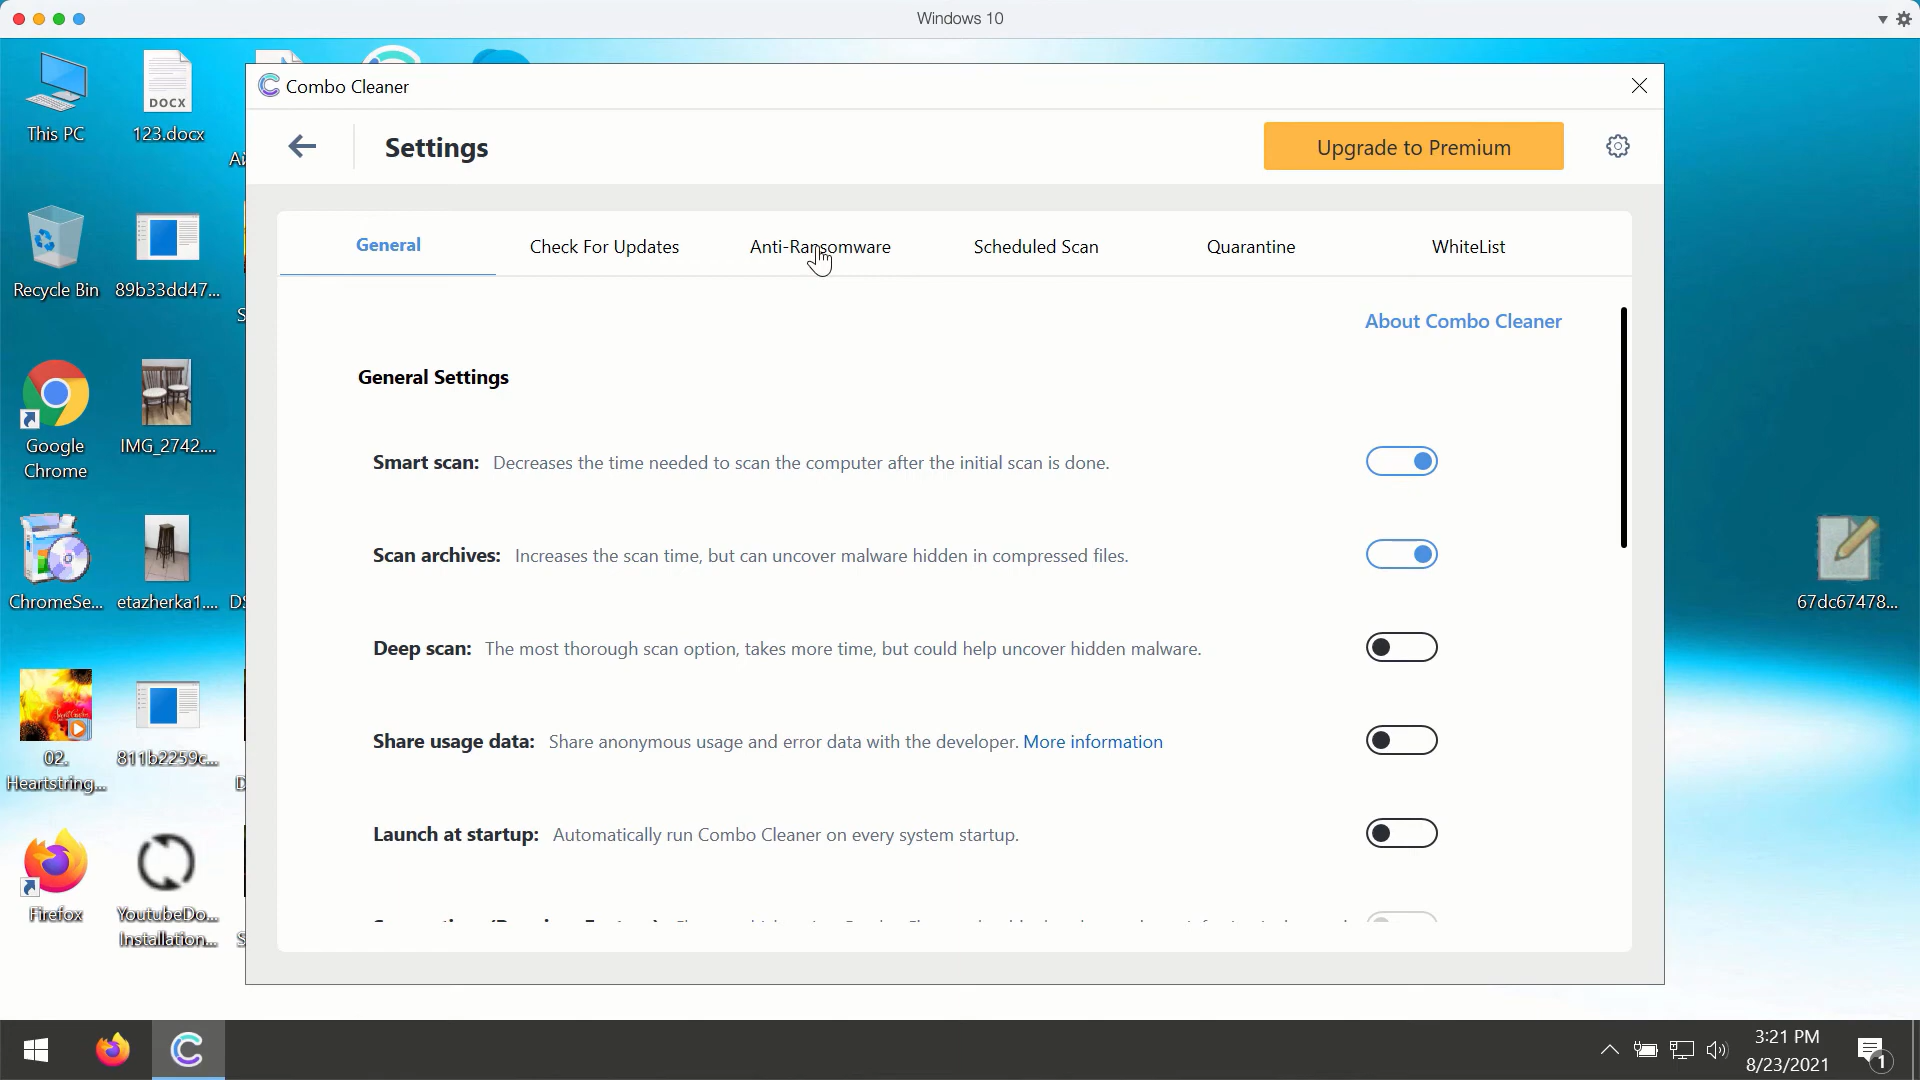 Windows 10
This PC
123.docx
DOCX
Recycle Bin
89b33dd47...
Google
Chrome
IMG_2742....
ChromeSe...
etazherka1....
02.
Heartstring...
811b2259c...
Firefox
YoutubeDo...
Installation...
67dc67478...
Combo Cleaner
Settings
Upgrade to Premium
General
Check For Updates
Anti-Ransomware
Scheduled Scan
Quarantine
WhiteList
About Combo Cleaner
General Settings
Smart scan: Decreases the time needed to scan the computer after the initial scan is done.
Scan archives: Increases the scan time, but can uncover malware hidden in compressed files.
Deep scan: The most thorough scan option, takes more time, but could help uncover hidden malware.
Share usage data: Share anonymous usage and error data with the developer. More information
Launch at startup: Automatically run Combo Cleaner on every system startup.
3:21 PM
8/23/2021
1